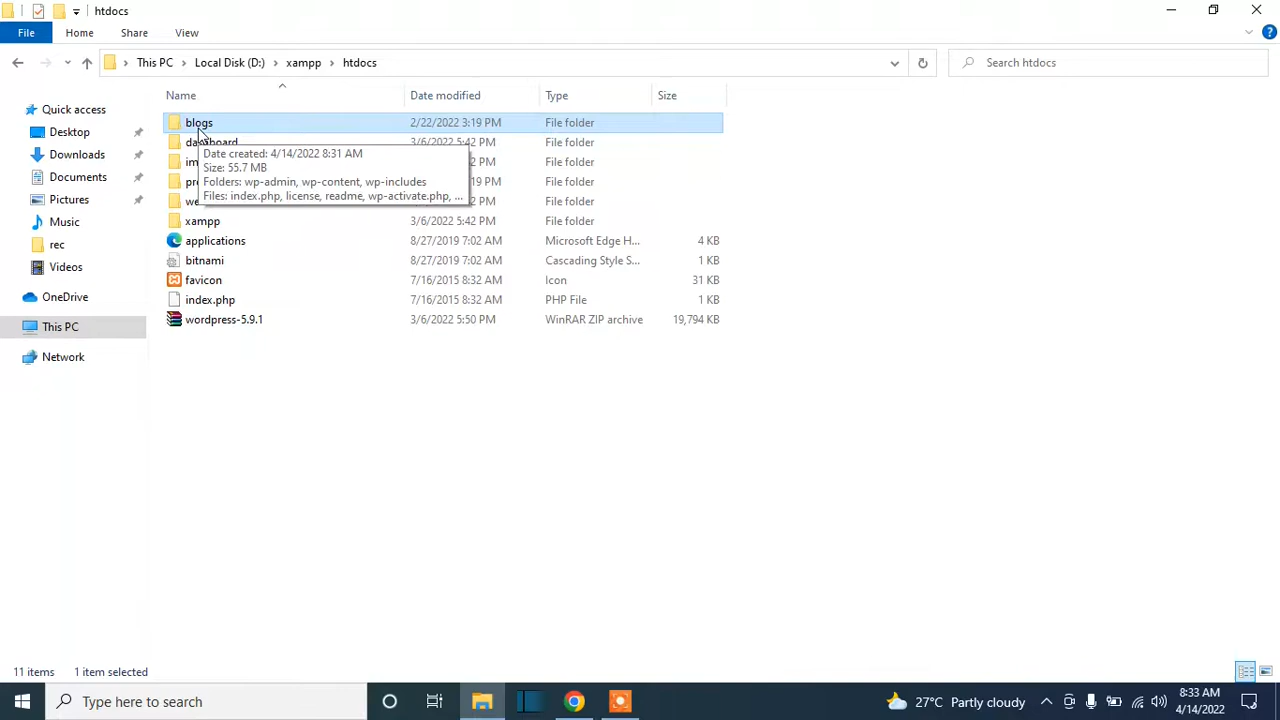 htdocs
File Home Share View
This PC Local Disk (D:) xampp htdocs Search htdocs
Name Date modified Type Size
Quick access
Desktop
Downloads
Documents
Pictures
Music
rec
Videos
OneDrive
This PC
Network
blogs 2/22/2022 3:19 PM File folder
dashboard 3/6/2022 5:42 PM File folder
Date created: 4/14/2022 8:31 AM
Size: 55.7 MB
Folders: wp-admin, wp-content, wp-includes
Files: index.php, license, readme, wp-activate.php, ...
PM File folder
PM File folder
PM File folder
xampp 3/6/2022 5:42 PM File folder
applications 8/27/2019 7:02 AM Microsoft Edge H... 4 KB
bitnami 8/27/2019 7:02 AM Cascading Style S... 1 KB
favicon 7/16/2015 8:32 AM Icon 31 KB
index.php 7/16/2015 8:32 AM PHP File 1 KB
wordpress-5.9.1 3/6/2022 5:50 PM WinRAR ZIP archive 19,794 KB
11 items 1 item selected
Type here to search
27°C Partly cloudy
8:33 AM
4/14/2022